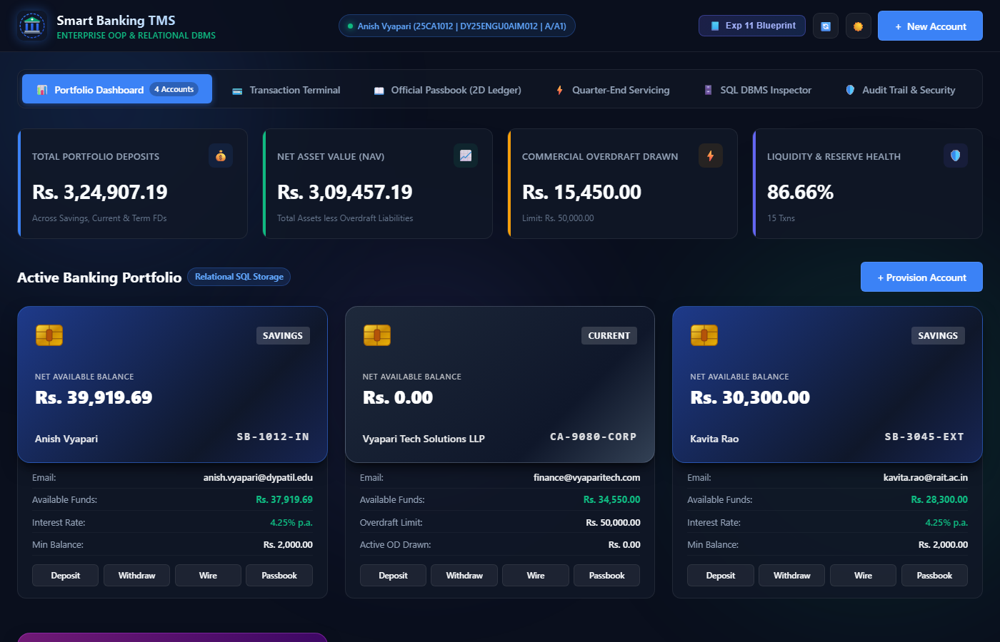 Smart Banking TMS
ENTERPRISE OOP & RELATIONAL DBMS
Anish Vyapari (25CA1012 | DY25ENGU0AIM012 | A/A1)
Exp 11 Blueprint
+ New Account
Portfolio Dashboard 4 Accounts
Transaction Terminal
Official Passbook (2D Ledger)
Quarter-End Servicing
SQL DBMS Inspector
Audit Trail & Security
TOTAL PORTFOLIO DEPOSITS
Rs. 3,24,907.19
Across Savings, Current & Term FDs
NET ASSET VALUE (NAV)
Rs. 3,09,457.19
Total Assets less Overdraft Liabilities
COMMERCIAL OVERDRAFT DRAWN
Rs. 15,450.00
Limit: Rs. 50,000.00
LIQUIDITY & RESERVE HEALTH
86.66%
15 Txns
Active Banking Portfolio
Relational SQL Storage
+ Provision Account
SAVINGS
NET AVAILABLE BALANCE
Rs. 39,919.69
Anish Vyapari
SB-1012-IN
Email: anish.vyapari@dypatil.edu
Available Funds: Rs. 37,919.69
Interest Rate: 4.25% p.a.
Min Balance: Rs. 2,000.00
Deposit Withdraw Wire Passbook
CURRENT
NET AVAILABLE BALANCE
Rs. 0.00
Vyapari Tech Solutions LLP
CA-9080-CORP
Email: finance@vyaparitech.com
Available Funds: Rs. 34,550.00
Overdraft Limit: Rs. 50,000.00
Active OD Drawn: Rs. 0.00
Deposit Withdraw Wire Passbook
SAVINGS
NET AVAILABLE BALANCE
Rs. 30,300.00
Kavita Rao
SB-3045-EXT
Email: kavita.rao@rait.ac.in
Available Funds: Rs. 28,300.00
Interest Rate: 4.25% p.a.
Min Balance: Rs. 2,000.00
Deposit Withdraw Wire Passbook